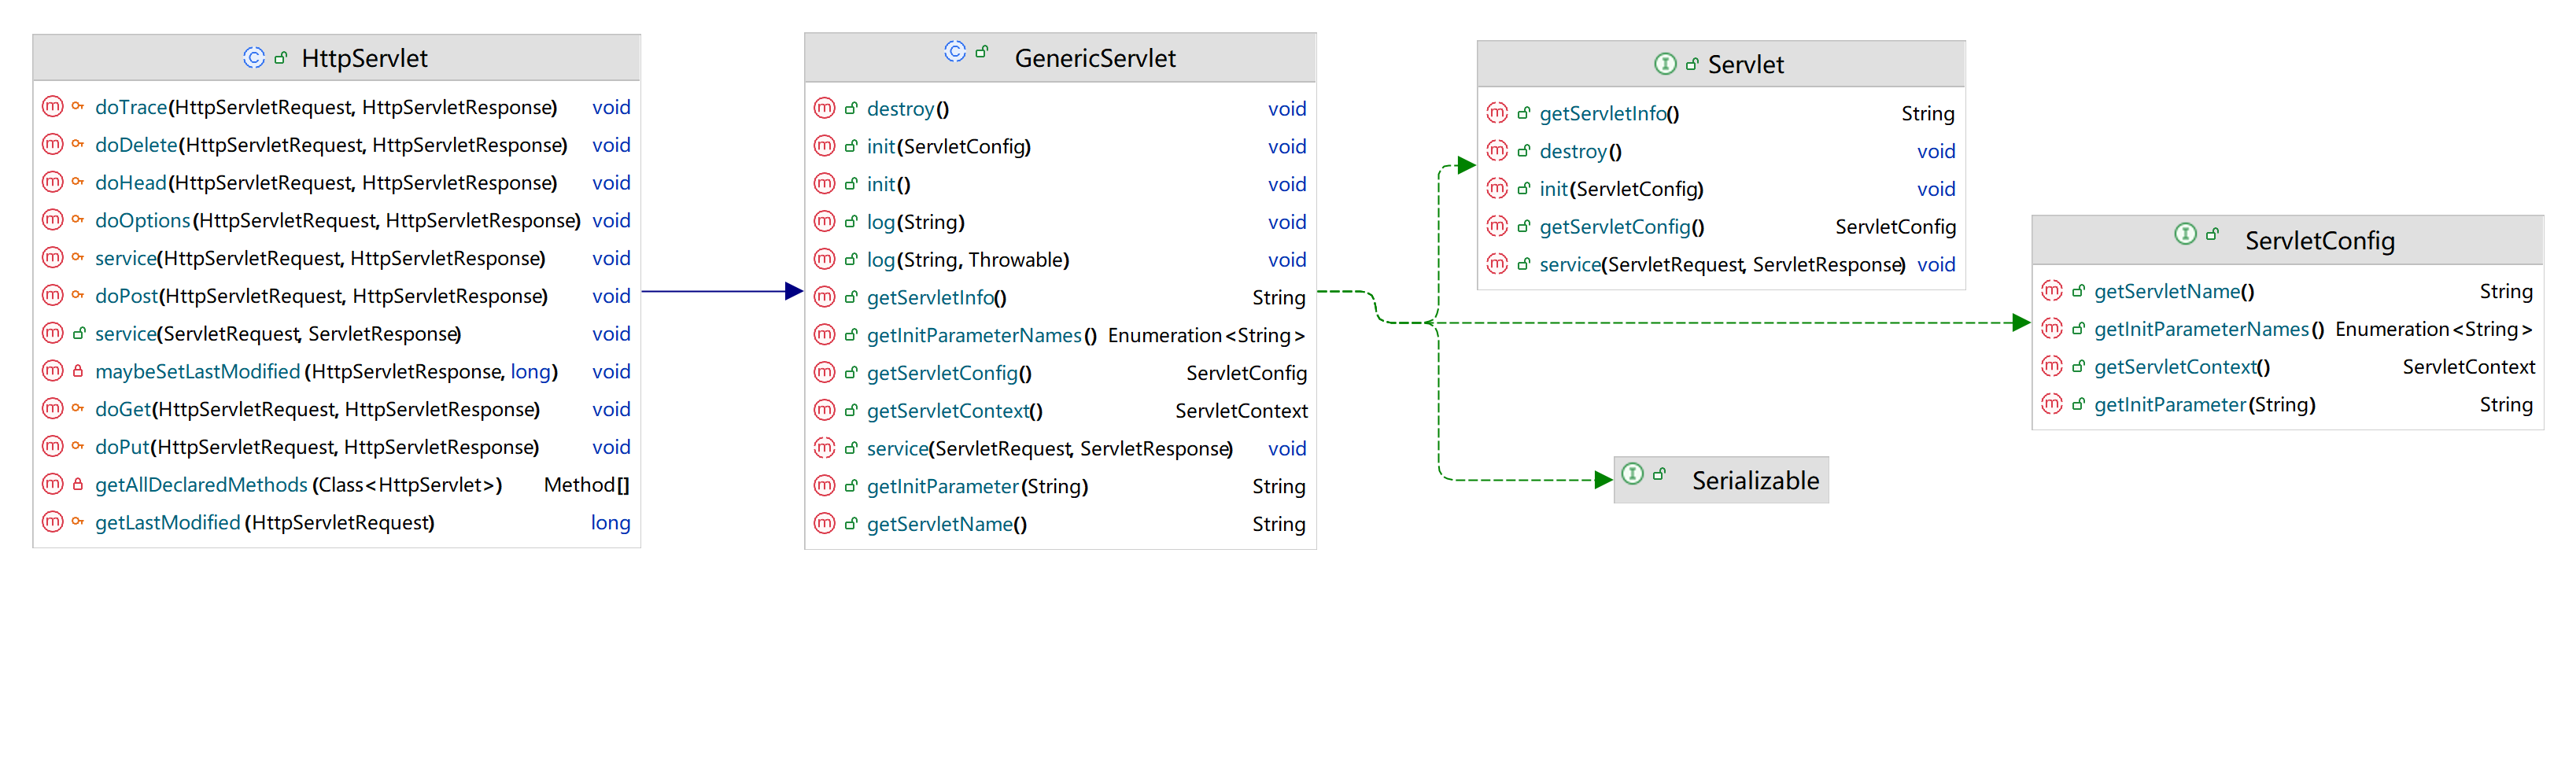 HttpServlet
doTrace(HttpServletRequest, HttpServletResponse) void
doDelete(HttpServletRequest, HttpServletResponse) void
doHead(HttpServletRequest, HttpServletResponse) void
doOptions(HttpServletRequest, HttpServletResponse) void
service(HttpServletRequest, HttpServletResponse) void
doPost(HttpServletRequest, HttpServletResponse) void
service(ServletRequest, ServletResponse) void
maybeSetLastModified(HttpServletResponse, long) void
doGet(HttpServletRequest, HttpServletResponse) void
doPut(HttpServletRequest, HttpServletResponse) void
getAllDeclaredMethods(Class<HttpServlet>) Method[]
getLastModified(HttpServletRequest) long
GenericServlet
destroy() void
init(ServletConfig) void
init() void
log(String) void
log(String, Throwable) void
getServletInfo() String
getInitParameterNames() Enumeration<String>
getServletConfig() ServletConfig
getServletContext() ServletContext
service(ServletRequest, ServletResponse) void
getInitParameter(String) String
getServletName() String
Servlet
getServletInfo() String
destroy() void
init(ServletConfig) void
getServletConfig() ServletConfig
service(ServletRequest, ServletResponse) void
ServletConfig
getServletName() String
getInitParameterNames() Enumeration<String>
getServletContext() ServletContext
getInitParameter(String) String
Serializable